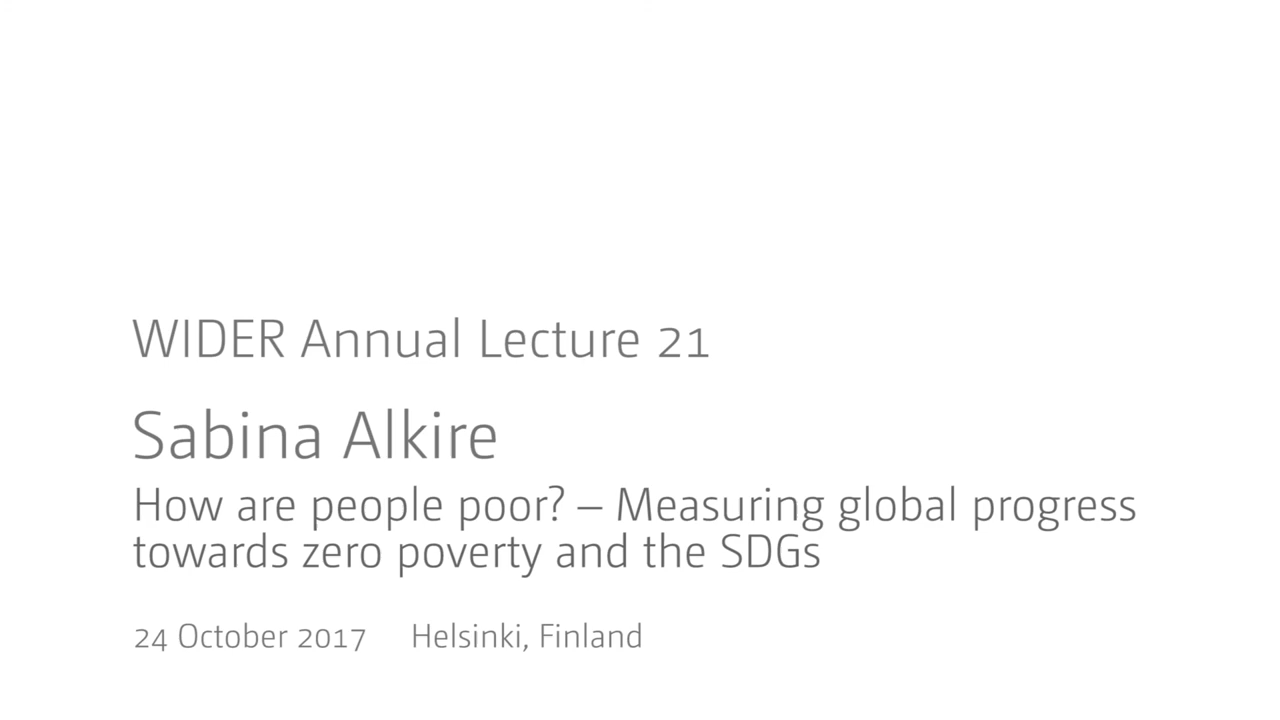 WIDER Annual Lecture 21
Sabina Alkire
How are people poor? – Measuring global progress
towards zero poverty and the SDGs
24 October 2017 Helsinki, Finland